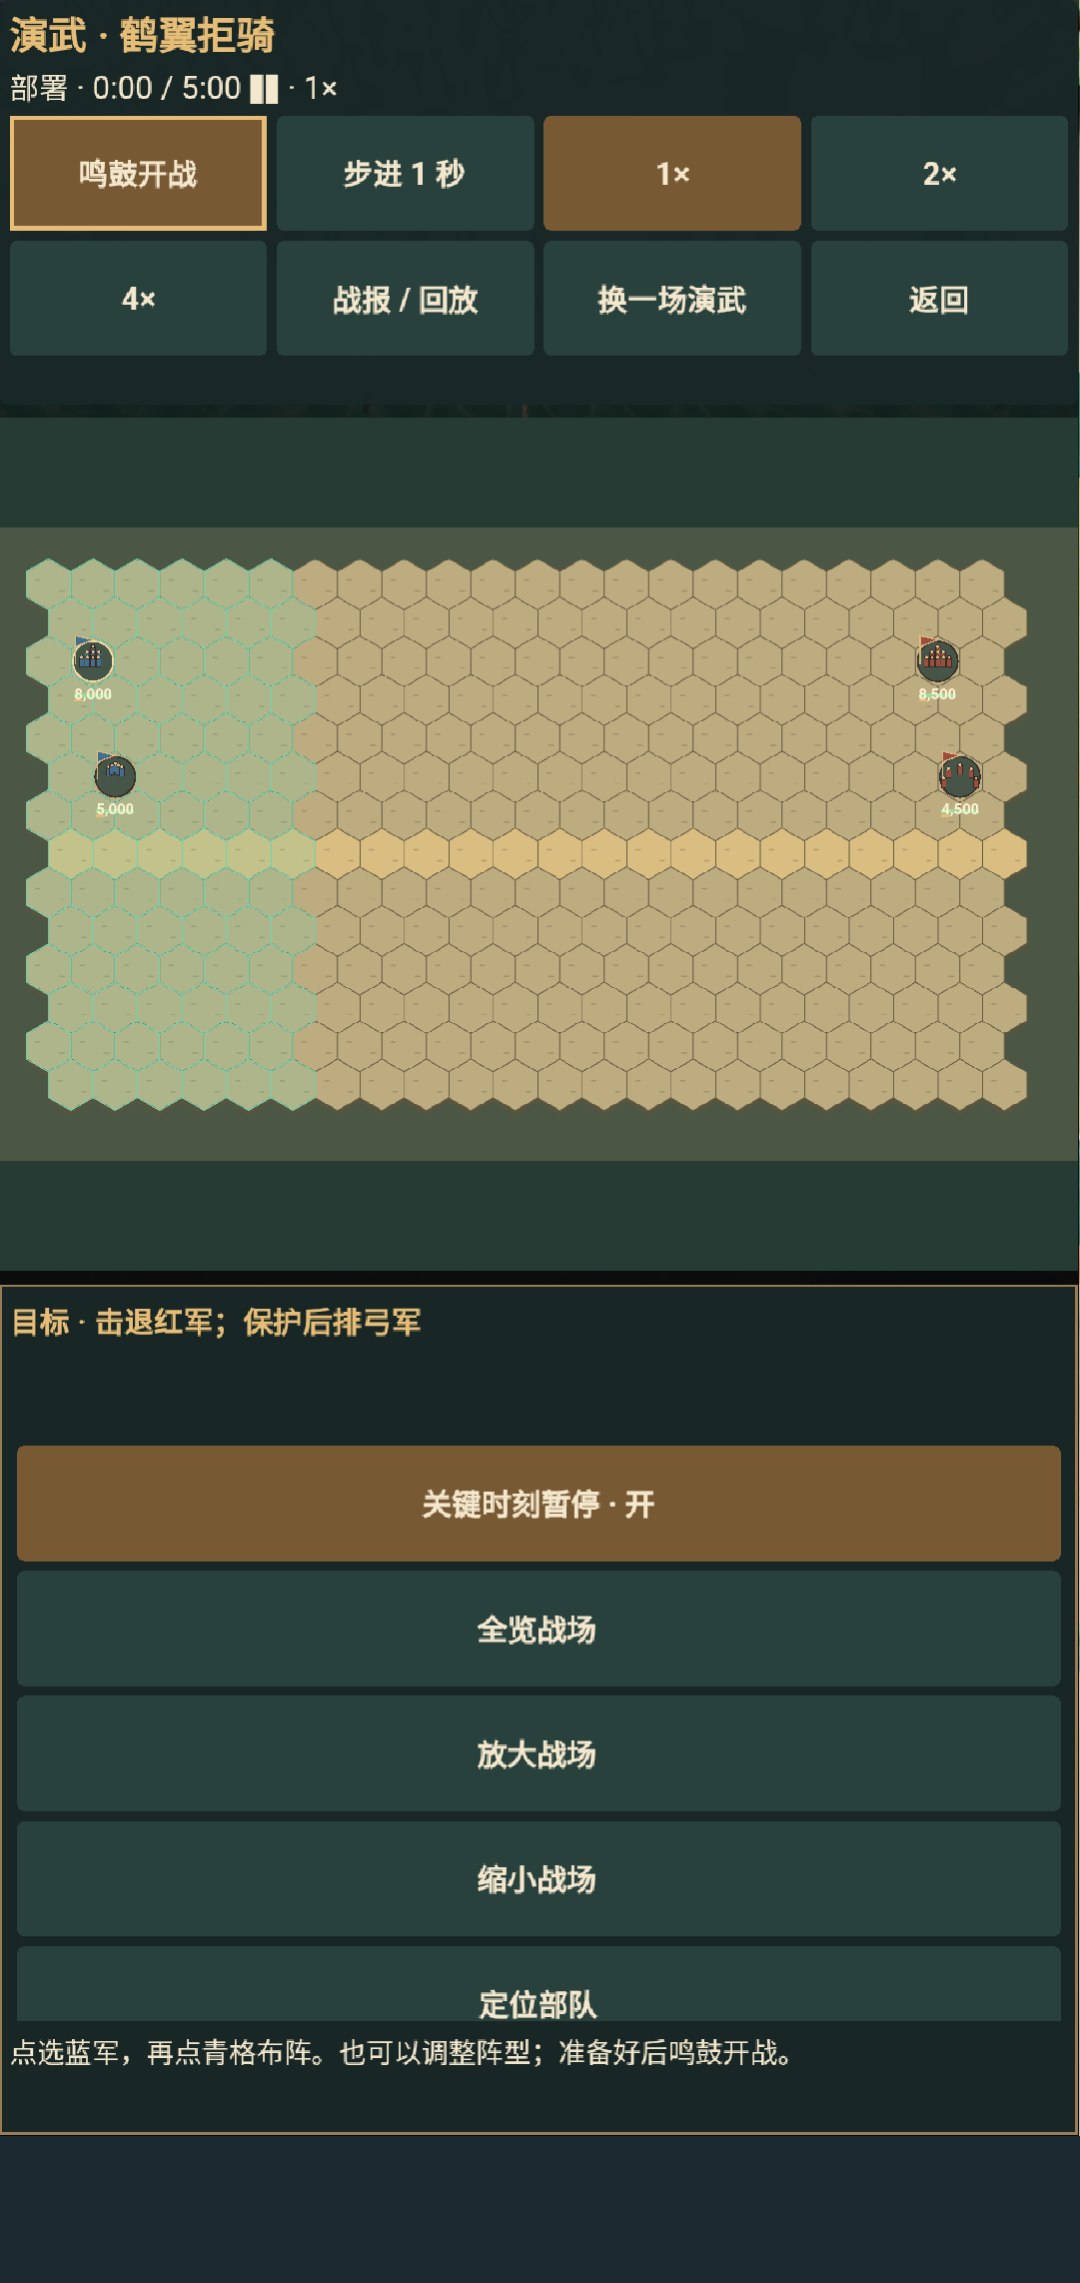 演武 · 鹤翼拒骑
部署 · 0:00 / 5:00 ▮▮ · 1×
鸣鼓开战
步进 1 秒
1×
2×
4×
战报 / 回放
换一场演武
返回
8,000
8,500
5,000
4,500
目标 · 击退红军；保护后排弓军
关键时刻暂停 · 开
全览战场
放大战场
缩小战场
定位部队
点选蓝军，再点青格布阵。也可以调整阵型；准备好后鸣鼓开战。